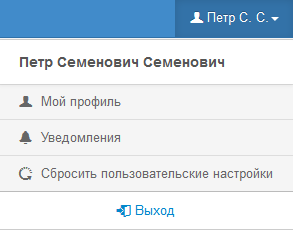 Петр С. С.
Петр Семенович Семенович
Мой профиль
Уведомления
Сбросить пользовательские настройки
Выход